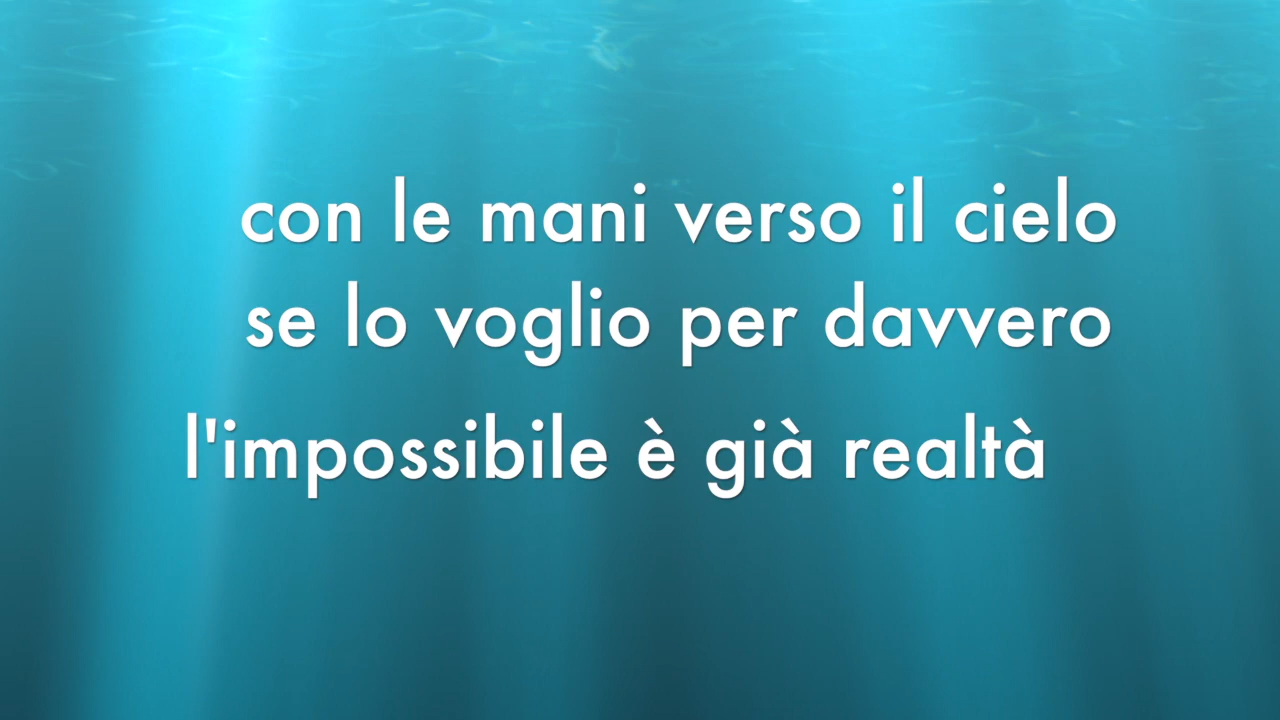 con le mani verso il cielo
se lo voglio per davvero
l'impossibile è già realtà